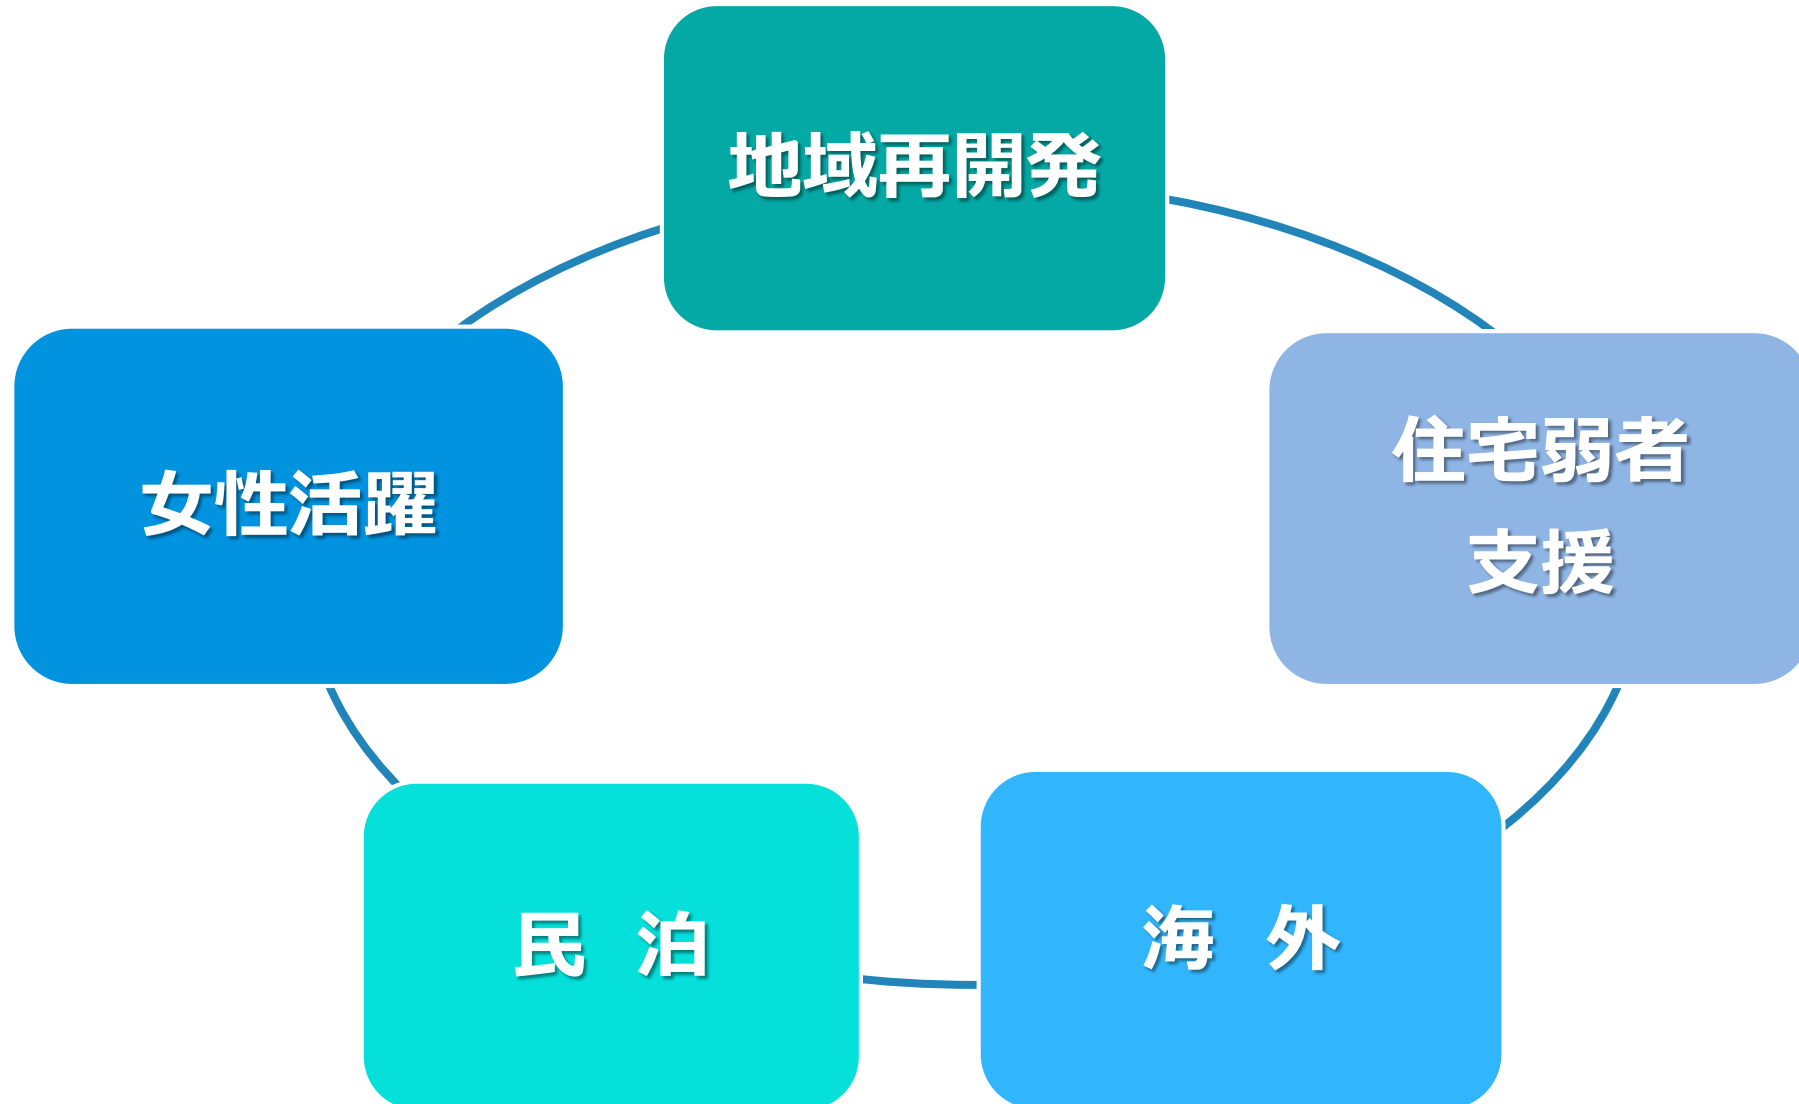 地域再開発
住宅弱者
支援
女性活躍
民 泊
海 外